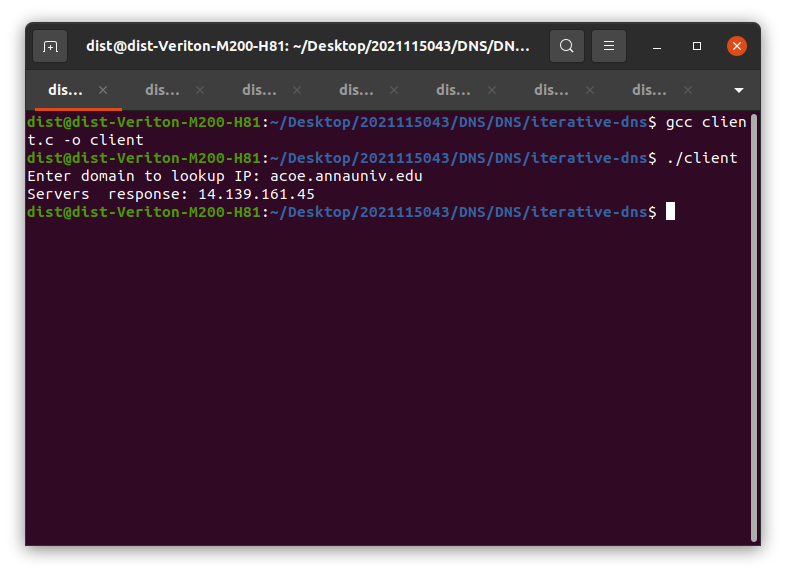 dist@dist-Veriton-M200-H81: ~/Desktop/2021115043/DNS/DN...
dis... dis... dis... dis... dis... dis... dis...
dist@dist-Veriton-M200-H81:~/Desktop/2021115043/DNS/DNS/iterative-dns$ gcc clien
t.c -o client
dist@dist-Veriton-M200-H81:~/Desktop/2021115043/DNS/DNS/iterative-dns$ ./client
Enter domain to lookup IP: acoe.annauniv.edu
Servers  response: 14.139.161.45
dist@dist-Veriton-M200-H81:~/Desktop/2021115043/DNS/DNS/iterative-dns$